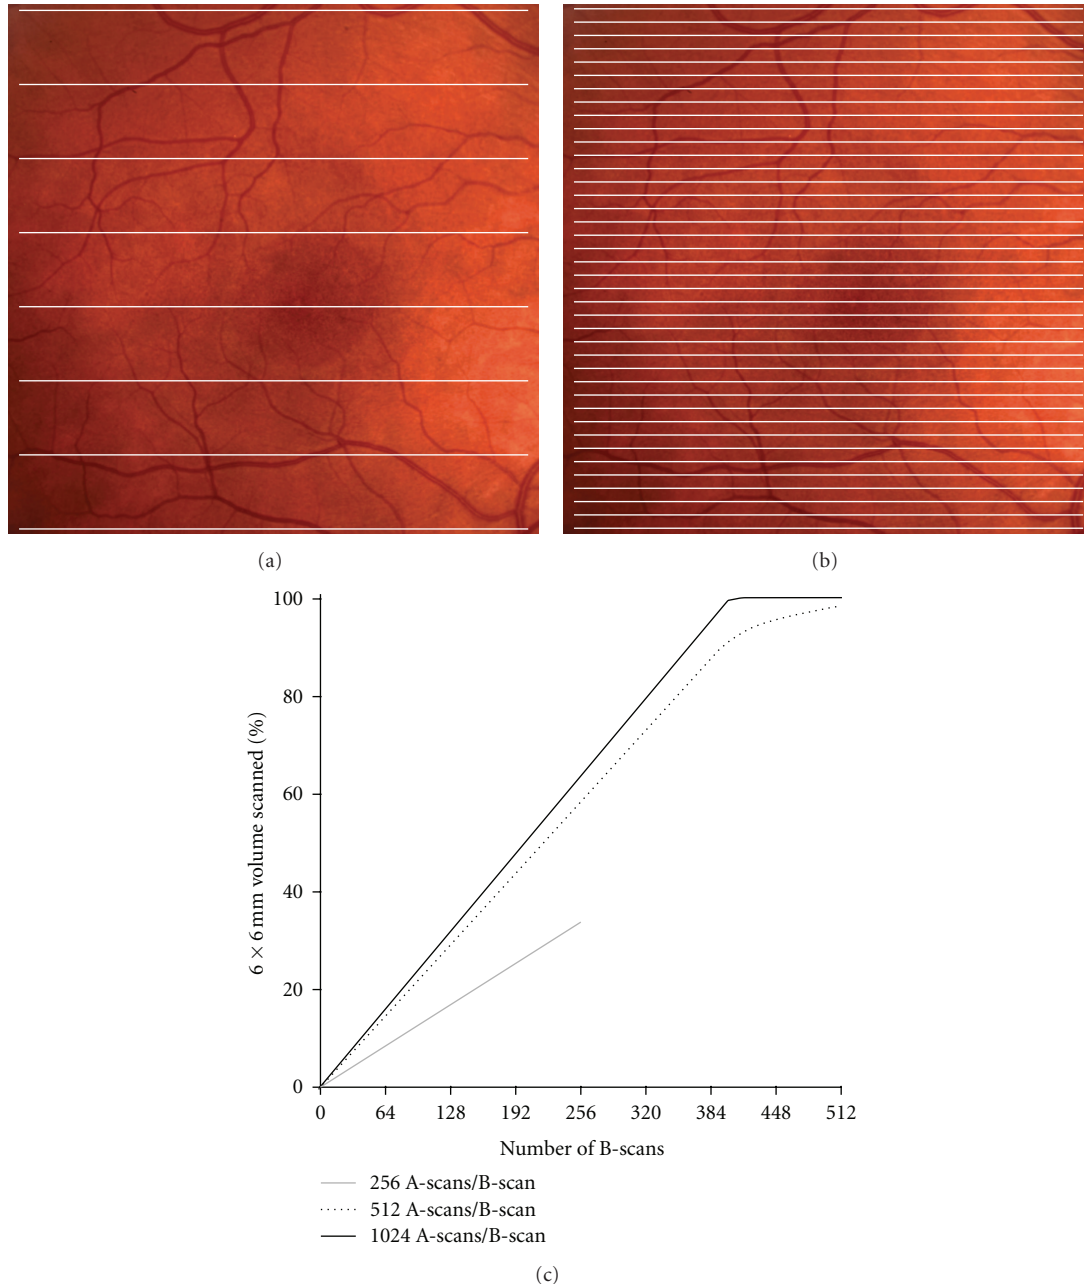 (a)
(b)
100
80
60
40
20
0
6 × 6 mm volume scanned (%)
0 64 128 192 256 320 384 448 512
Number of B-scans
256 A-scans/B-scan
512 A-scans/B-scan
1024 A-scans/B-scan
(c)